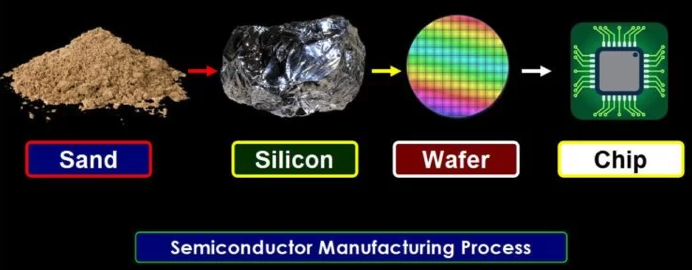 Sand
Silicon
Wafer
Chip
Semiconductor Manufacturing Process